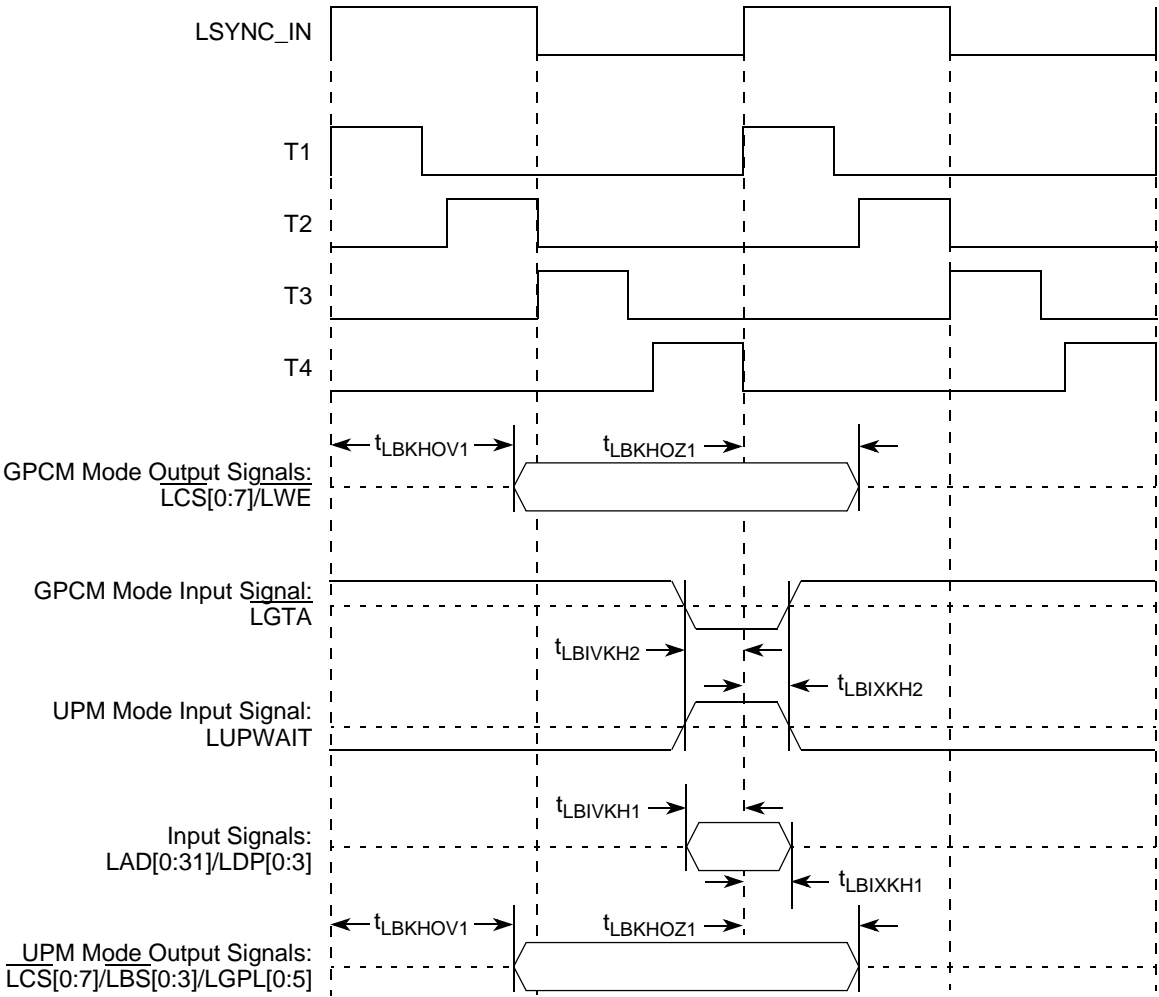 LSYNC_IN
T1
T2
T3
T4
tLBKHOV1
tLBKHOZ1
GPCM Mode Output Signals:
LCS[0:7]/LWE
GPCM Mode Input Signal:
LGTA
tLBIVKH2
tLBIXKH2
UPM Mode Input Signal:
LUPWAIT
tLBIVKH1
Input Signals:
LAD[0:31]/LDP[0:3]
tLBIXKH1
tLBKHOV1
tLBKHOZ1
UPM Mode Output Signals:
LCS[0:7]/LBS[0:3]/LGPL[0:5]